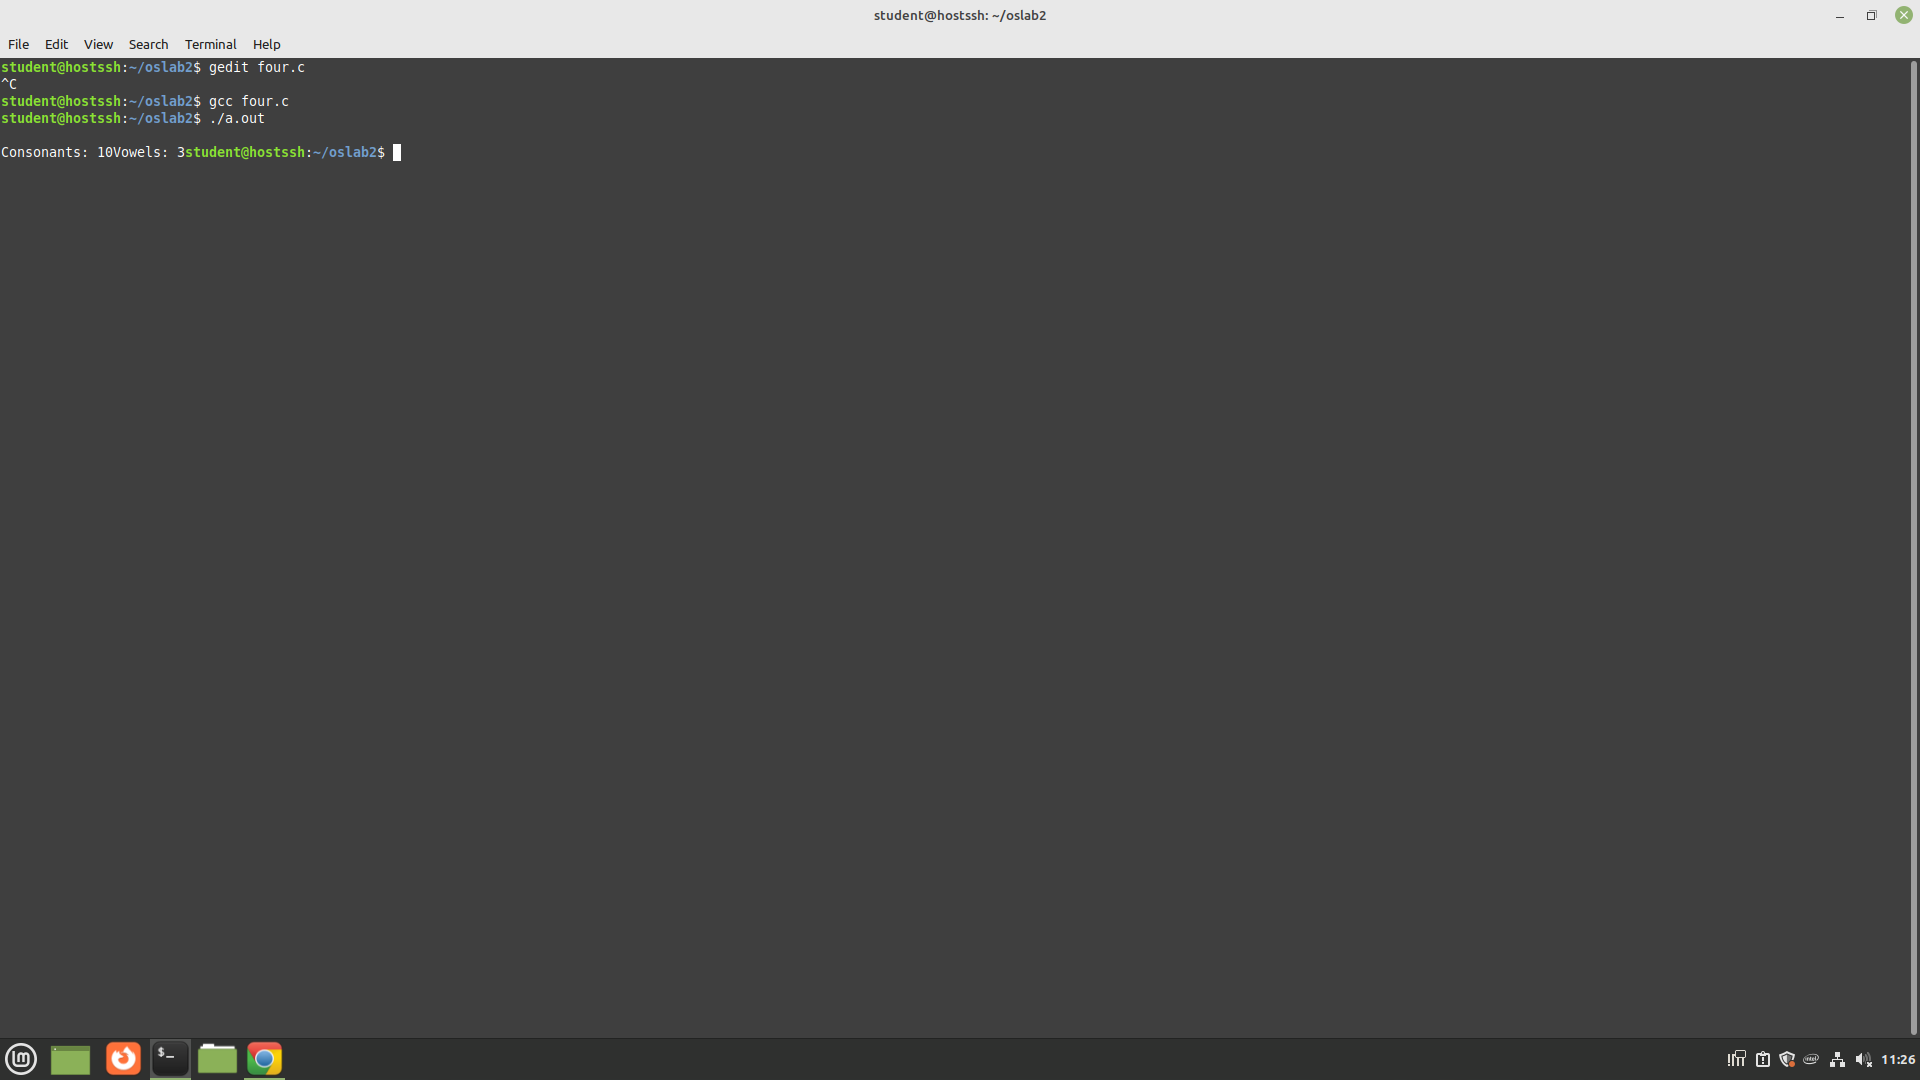 student@hostssh: ~/oslab2
File Edit View Search Terminal Help
student@hostssh:~/oslab2$ gedit four.c
^C
student@hostssh:~/oslab2$ gcc four.c
student@hostssh:~/oslab2$ ./a.out
Consonants: 10Vowels: 3student@hostssh:~/oslab2$
$_
intel
11:26